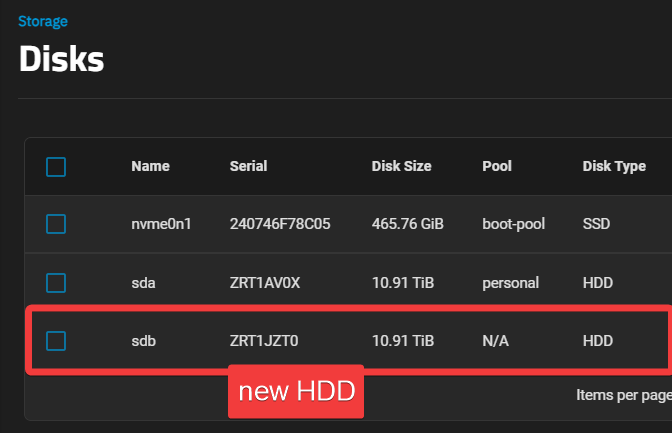 Storage
Disks
Name Serial Disk Size Pool Disk Type
nvme0n1 240746F78C05 465.76 GiB boot-pool SSD
sda ZRT1AV0X 10.91 TiB personal HDD
sdb ZRT1JZT0 10.91 TiB N/A HDD
new HDD
Items per page